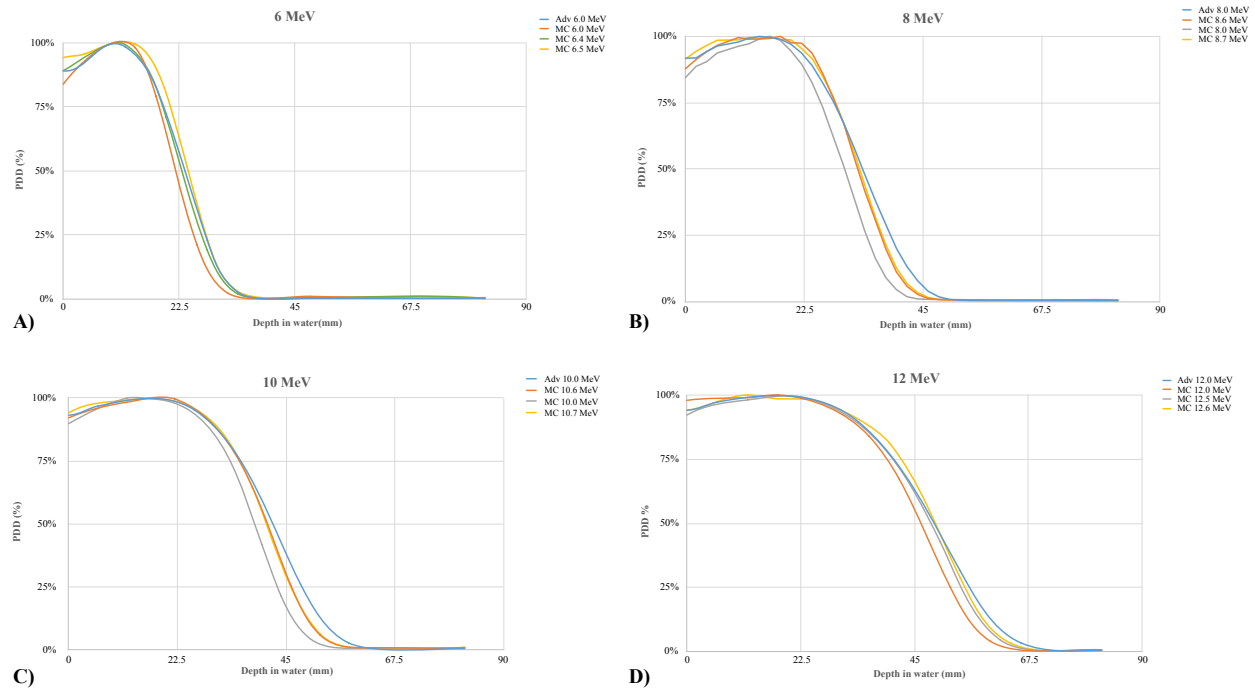 6 MeV
Adv 6.0 MeV
MC 6.0 MeV
MC 6.4 MeV
MC 6.5 MeV
100%
75%
50%
25%
0%
PDD (%)
0 22.5 45 67.5 90
Depth in water(mm)
A)
8 MeV
Adv 8.0 MeV
MC 8.6 MeV
MC 8.0 MeV
MC 8.7 MeV
100%
75%
50%
25%
0%
PDD (%)
0 22.5 45 67.5 90
Depth in water (mm)
B)
10 MeV
Adv 10.0 MeV
MC 10.6 MeV
MC 10.0 MeV
MC 10.7 MeV
100%
75%
50%
25%
0%
PDD (%)
0 22.5 45 67.5 90
Depth in water (mm)
C)
12 MeV
Adv 12.0 MeV
MC 12.0 MeV
MC 12.5 MeV
MC 12.6 MeV
100%
75%
50%
25%
0%
PDD %
0 22.5 45 67.5 90
Depth in water (mm)
D)